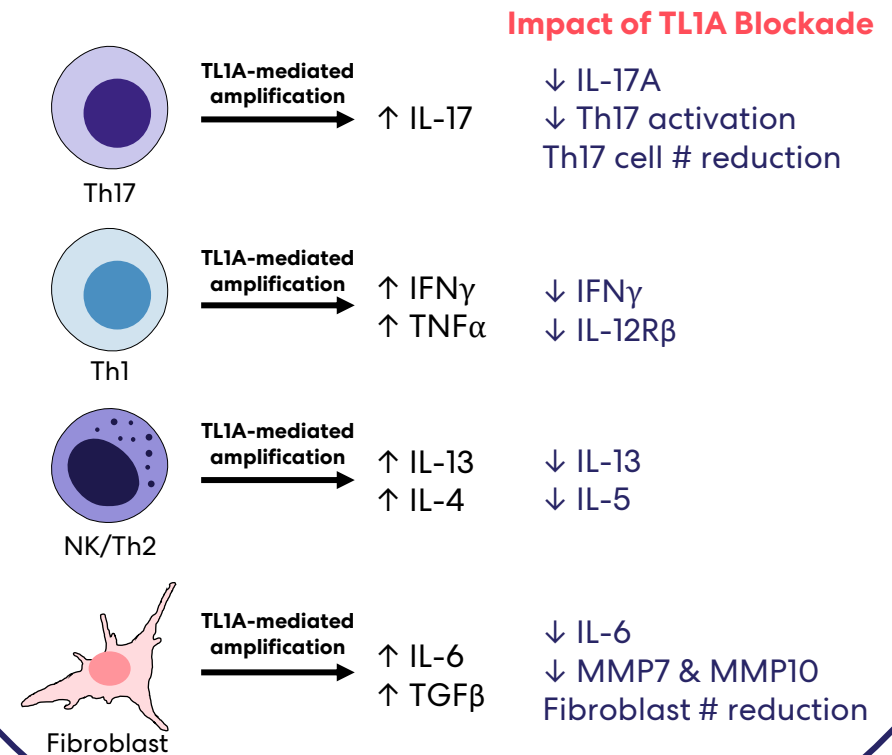 Impact of TL1A Blockade
TL1A-mediated
amplification
↑ IL-17
↓ IL-17A
↓ Th17 activation
Th17 cell # reduction
Th17
TL1A-mediated
amplification
↑ IFNγ
↑ TNFα
↓ IFNγ
↓ IL-12Rβ
Th1
TL1A-mediated
amplification
↑ IL-13
↑ IL-4
↓ IL-13
↓ IL-5
NK/Th2
TL1A-mediated
amplification
↑ IL-6
↑ TGFβ
↓ IL-6
↓ MMP7 & MMP10
Fibroblast # reduction
Fibroblast